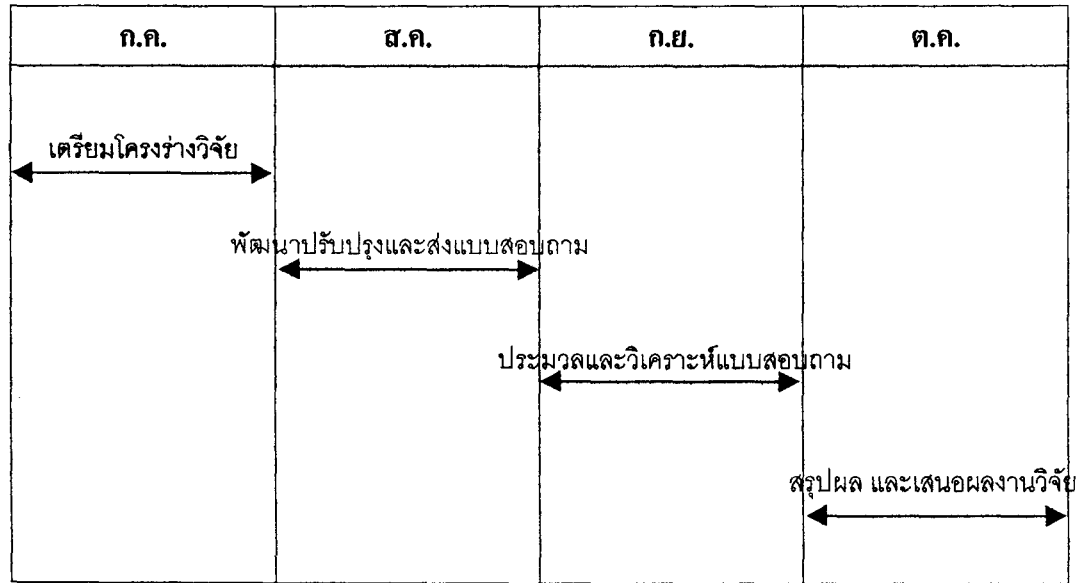 ก.ค. ส.ค. ก.ย. ต.ค.
เตรียมโครงร่างวิจัย
พัฒนาปรับปรุงและส่งแบบสอบถาม
ประมวลและวิเคราะห์แบบสอบถาม
สรุปผล และเสนอผลงานวิจัย